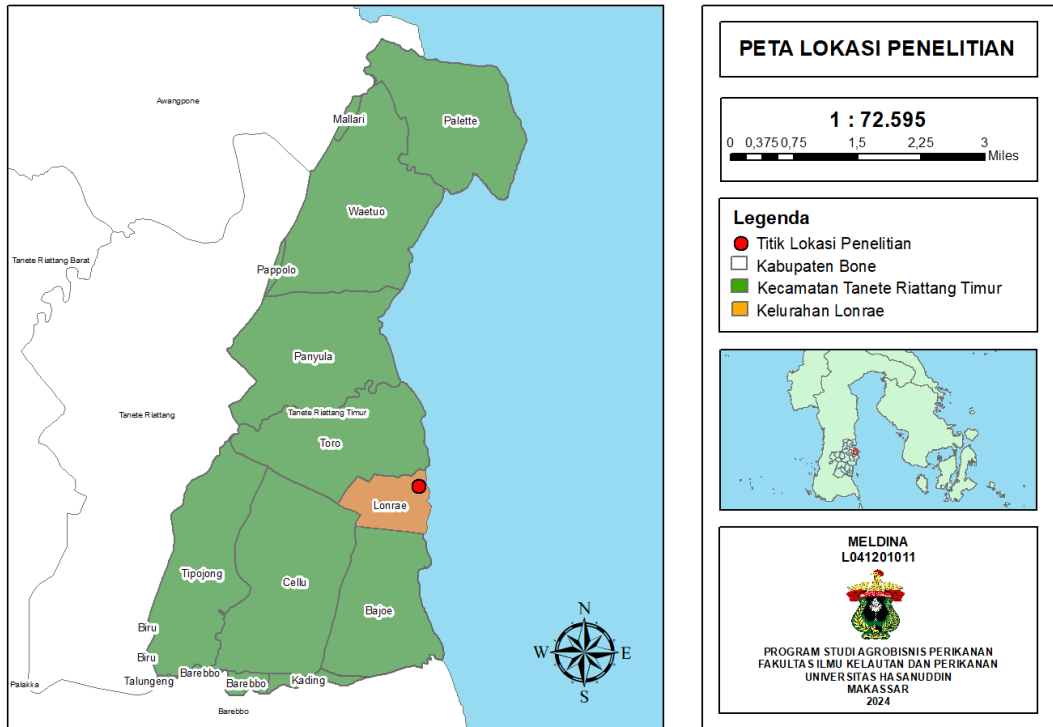 Awangpone
Mallari
Palette
Waetuo
Tanete Riattang Barat
Pappolo
Panyula
Tanete Riattang
Tanete Riattang Timur
Toro
Lonrae
Tipojong
Cellu
Bajoe
Biru
Biru
Talungeng
Barebbo
Barebbo
Kading
Palakka
Barebbo
N
W
E
S
PETA LOKASI PENELITIAN
1 : 72.595
0 0,375 0,75 1,5 2,25 3
Miles
Legenda
Titik Lokasi Penelitian
Kabupaten Bone
Kecamatan Tanete Riattang Timur
Kelurahan Lonrae
MELDINA
L041201011
PROGRAM STUDI AGROBISNIS PERIKANAN
FAKULTAS ILMU KELAUTAN DAN PERIKANAN
UNIVERSITAS HASANUDDIN
MAKASSAR
2024